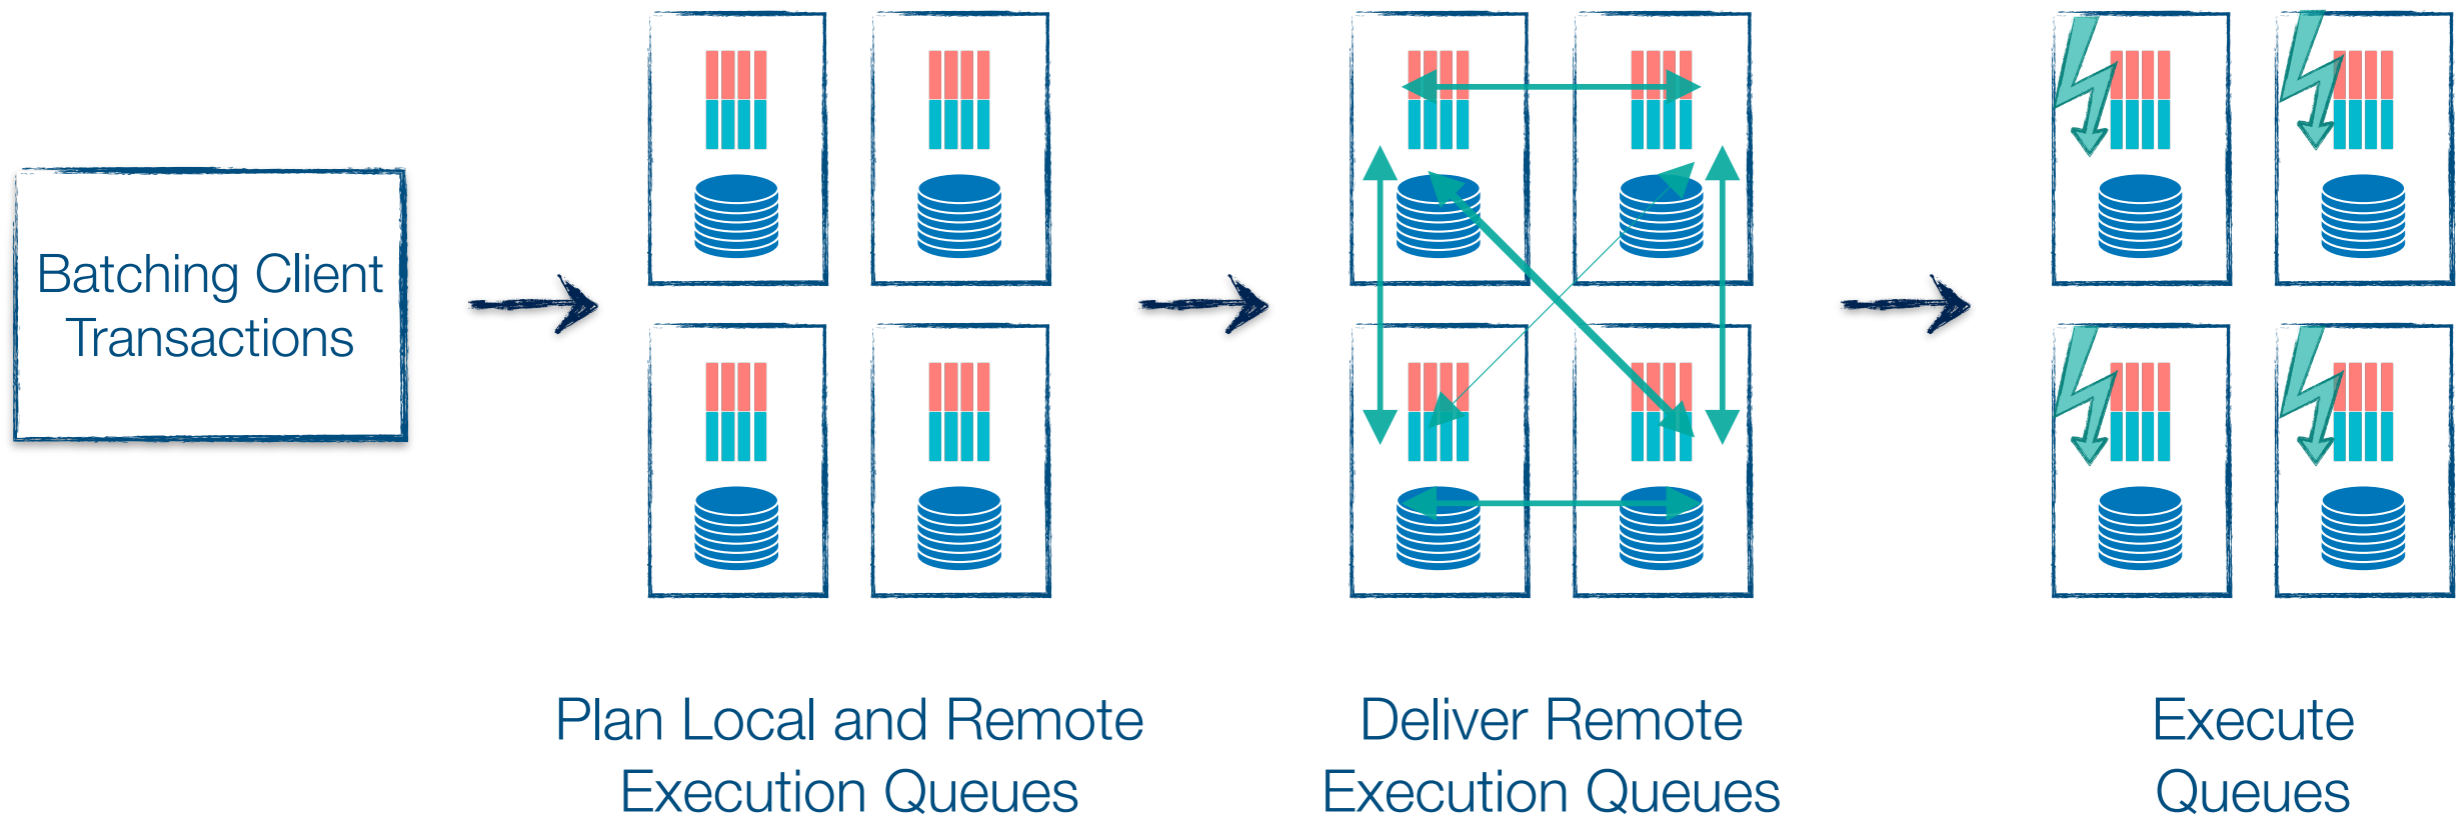 Batching Client
Transactions
Plan Local and Remote
Execution Queues
Deliver Remote
Execution Queues
Execute
Queues